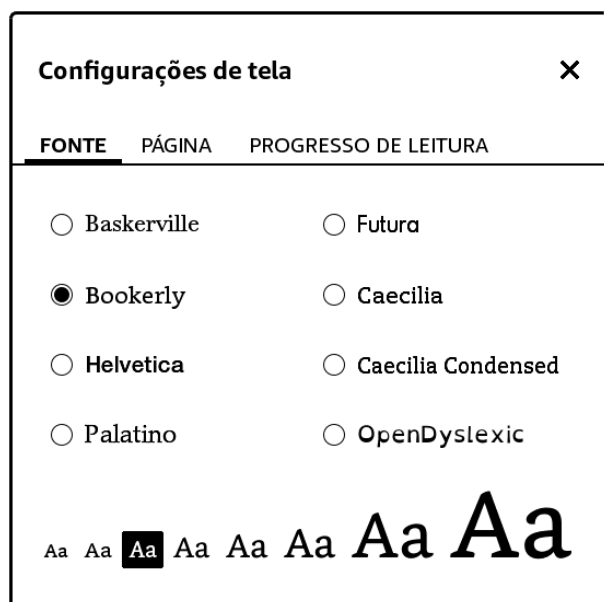 Configurações de tela ×
FONTE PÁGINA PROGRESSO DE LEITURA
Baskerville Futura
Bookerly Caecilia
Helvetica Caecilia Condensed
Palatino OpenDyslexic
Aa Aa Aa Aa Aa Aa Aa Aa